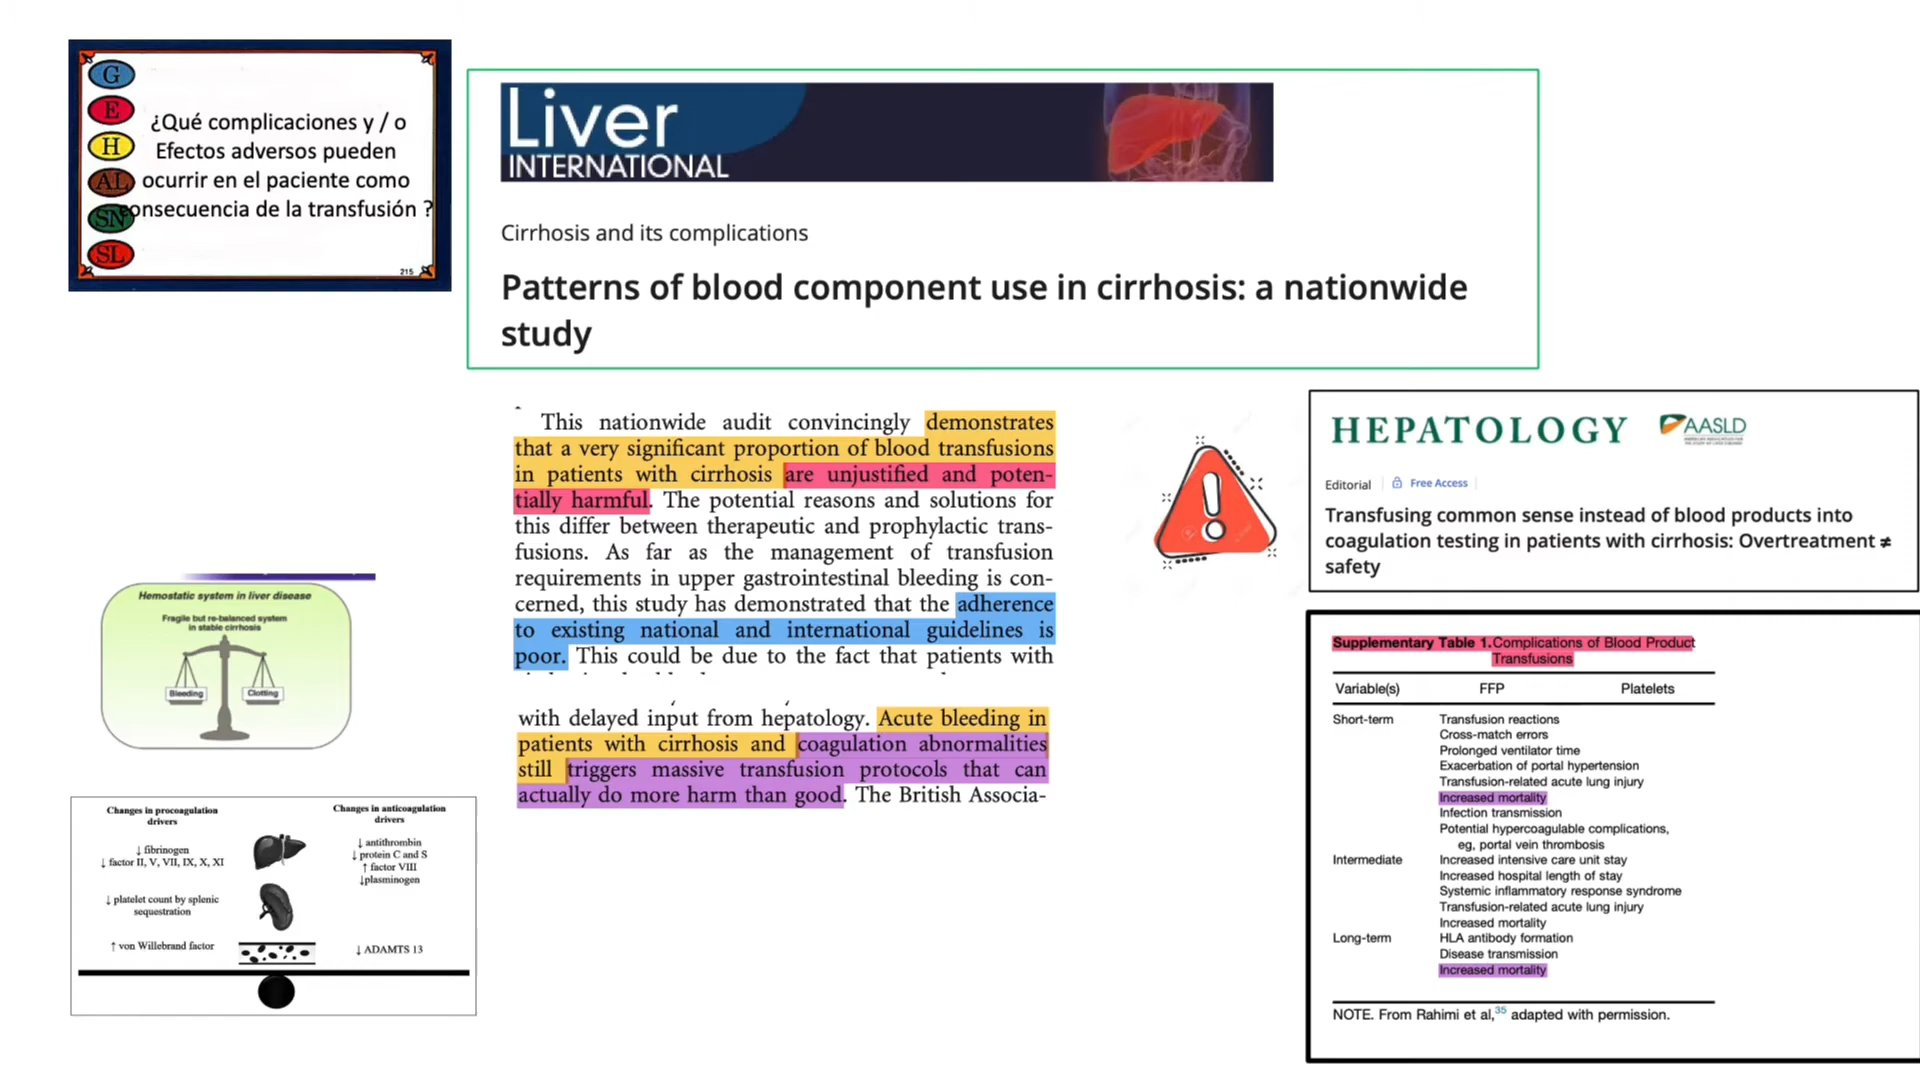 G
E
H
AL
SN
SL
¿Qué complicaciones y / o
Efectos adversos pueden
ocurrir en el paciente como
consecuencia de la transfusión ?
215
Liver
INTERNATIONAL
Cirrhosis and its complications
Patterns of blood component use in cirrhosis: a nationwide
study
This nationwide audit convincingly demonstrates
that a very significant proportion of blood transfusions
in patients with cirrhosis are unjustified and poten-
tially harmful. The potential reasons and solutions for
this differ between therapeutic and prophylactic trans-
fusions. As far as the management of transfusion
requirements in upper gastrointestinal bleeding is con-
cerned, this study has demonstrated that the adherence
to existing national and international guidelines is
poor. This could be due to the fact that patients with
with delayed input from hepatology. Acute bleeding in
patients with cirrhosis and coagulation abnormalities
still triggers massive transfusion protocols that can
actually do more harm than good. The British Associa-
HEPATOLOGY
AASLD
Editorial
Free Access
Transfusing common sense instead of blood products into
coagulation testing in patients with cirrhosis: Overtreatment ≠
safety
Hemostatic system in liver disease
Fragile but re-balanced system
in stable cirrhosis
Bleeding
Clotting
Changes in procoagulation
drivers
Changes in anticoagulation
drivers
↓ fibrinogen
↓ factor II, V, VII, IX, X, XI
↓ antithrombin
↓ protein C and S
↑ factor VIII
↓plasminogen
↓ platelet count by splenic
sequestration
↑ von Willebrand factor
↓ ADAMTS 13
Supplementary Table 1. Complications of Blood Product
Transfusions
Variable(s) FFP Platelets
Short-term Transfusion reactions
Cross-match errors
Prolonged ventilator time
Exacerbation of portal hypertension
Transfusion-related acute lung injury
Increased mortality
Infection transmission
Potential hypercoagulable complications,
eg, portal vein thrombosis
Intermediate Increased intensive care unit stay
Increased hospital length of stay
Systemic inflammatory response syndrome
Transfusion-related acute lung injury
Increased mortality
Long-term HLA antibody formation
Disease transmission
Increased mortality
NOTE. From Rahimi et al,35 adapted with permission.